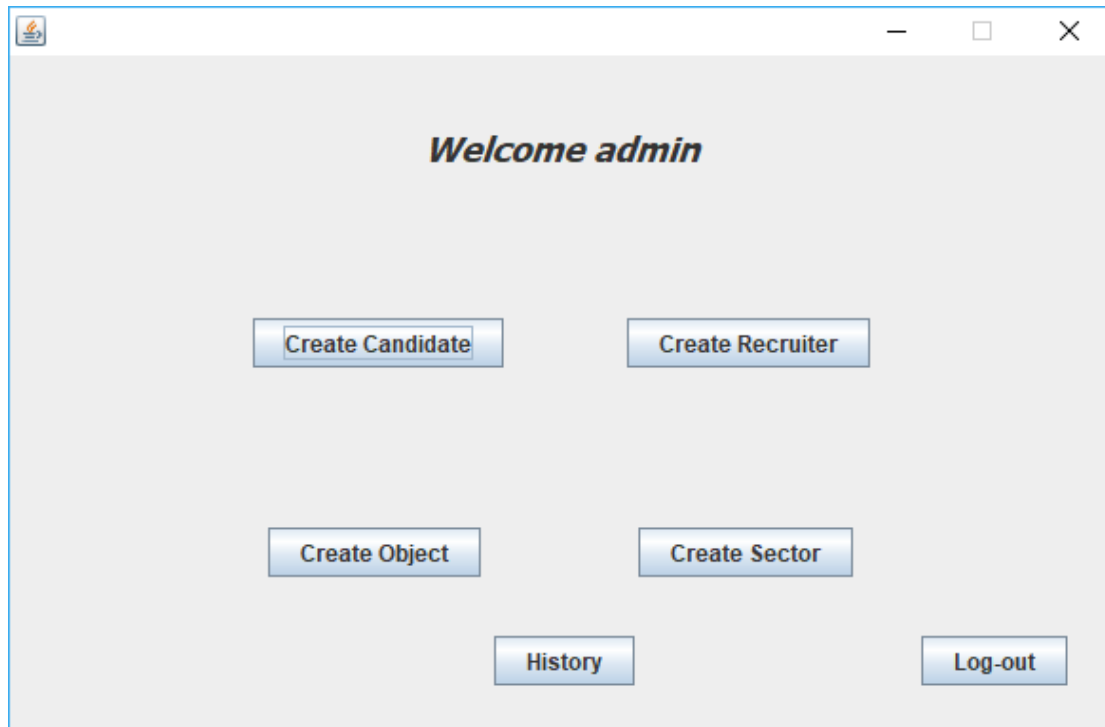 Welcome admin
Create Candidate
Create Recruiter
Create Object
Create Sector
History
Log-out